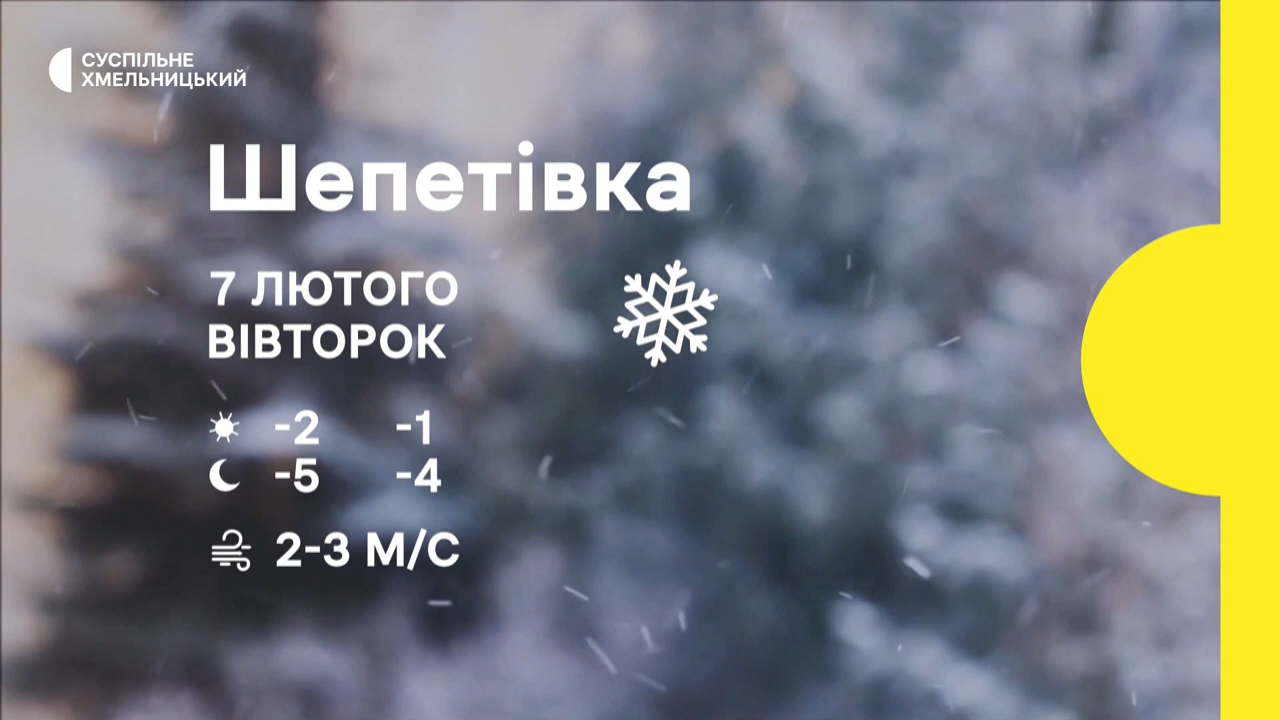 СУСПІЛЬНЕ
ХМЕЛЬНИЦЬКИЙ
Шепетівка
7 ЛЮТОГО
ВІВТОРОК
-2 -1
-5 -4
2-3 М/С